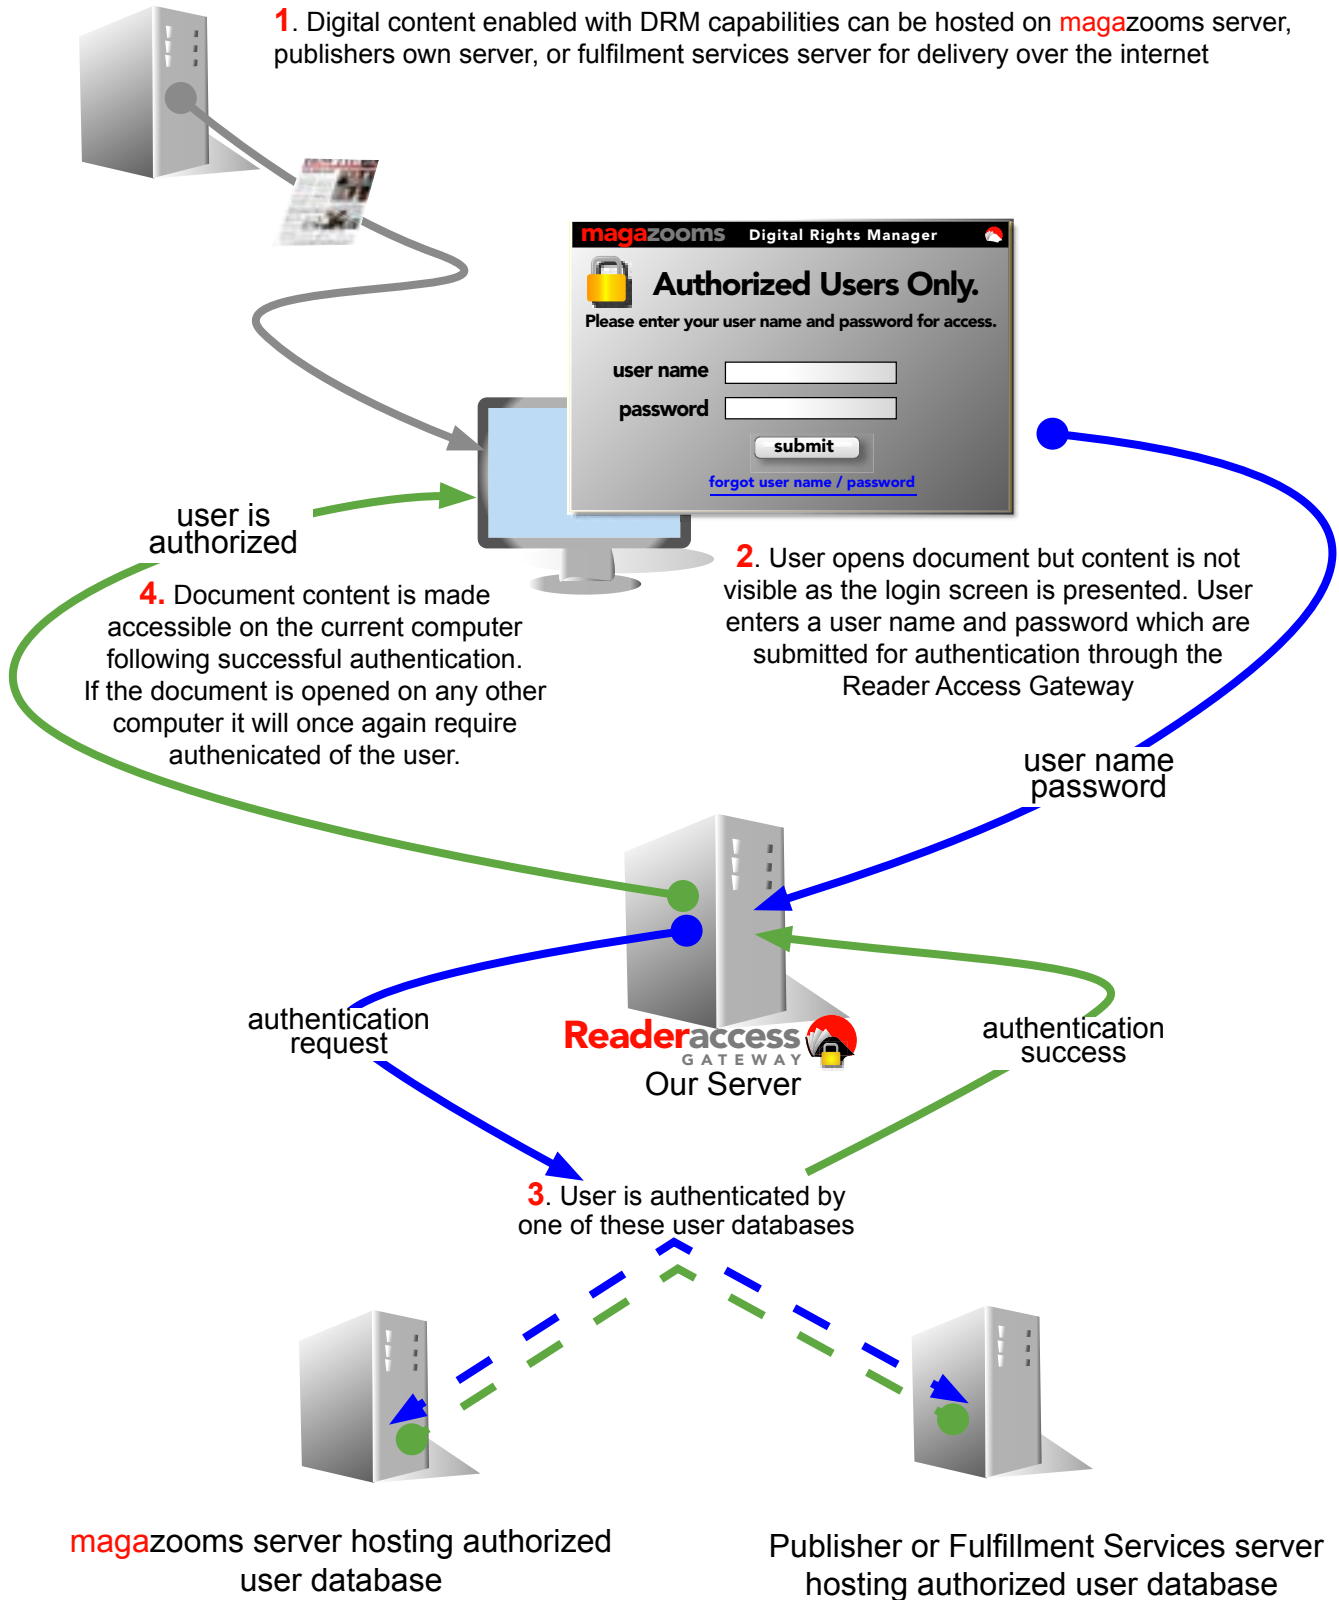 1. Digital content enabled with DRM capabilities can be hosted on magazooms server,
publishers own server, or fulfilment services server for delivery over the internet
magazooms Digital Rights Manager
Authorized Users Only.
Please enter your user name and password for access.
user name
password
submit
forgot user name / password
user is
authorized
2. User opens document but content is not
visible as the login screen is presented. User
enters a user name and password which are
submitted for authentication through the
Reader Access Gateway
4. Document content is made
accessible on the current computer
following successful authentication.
If the document is opened on any other
computer it will once again require
authenicated of the user.
user name
password
authentication
request
Readeraccess
GATEWAY
Our Server
authentication
success
3. User is authenticated by
one of these user databases
magazooms server hosting authorized
user database
Publisher or Fulfillment Services server
hosting authorized user database